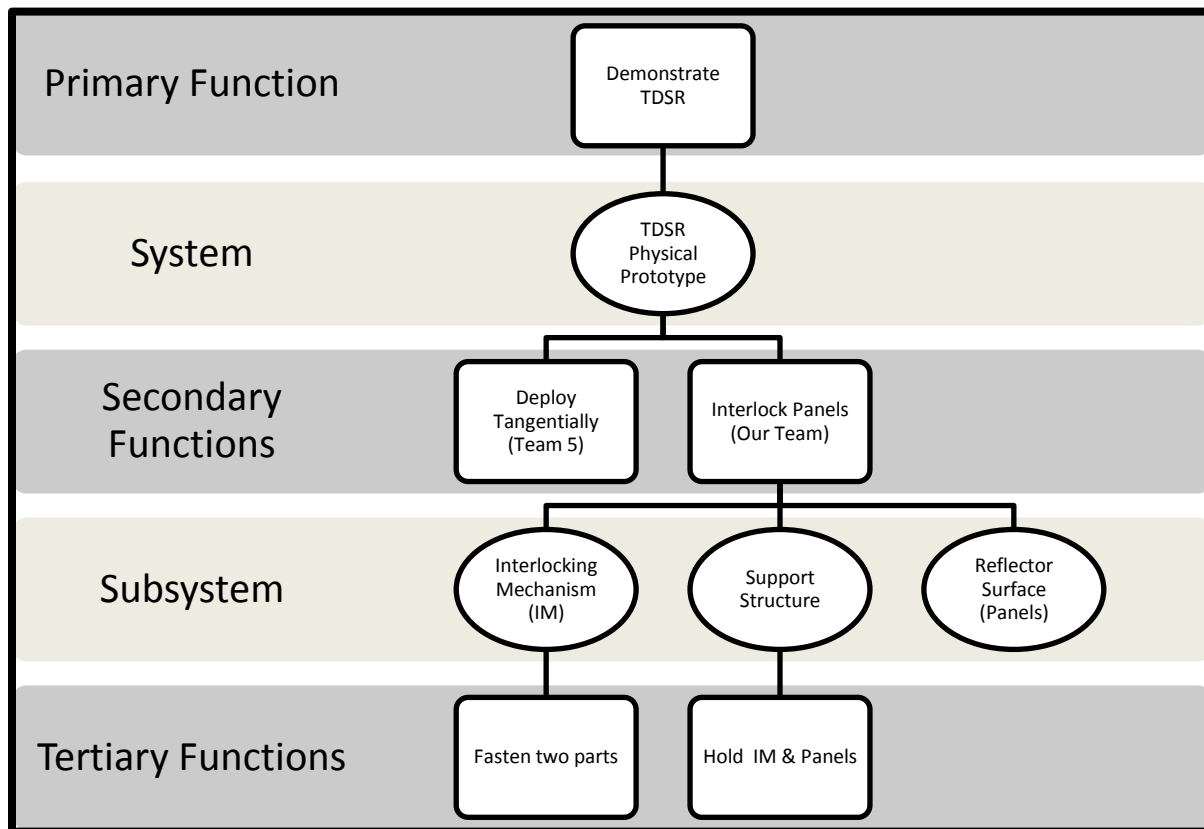 Primary Function
Demonstrate
TDSR
System
TDSR
Physical
Prototype
Secondary
Functions
Deploy
Tangentially
(Team 5)
Interlock Panels
(Our Team)
Subsystem
Interlocking
Mechanism
(IM)
Support
Structure
Reflector
Surface
(Panels)
Tertiary Functions
Fasten two parts
Hold IM & Panels